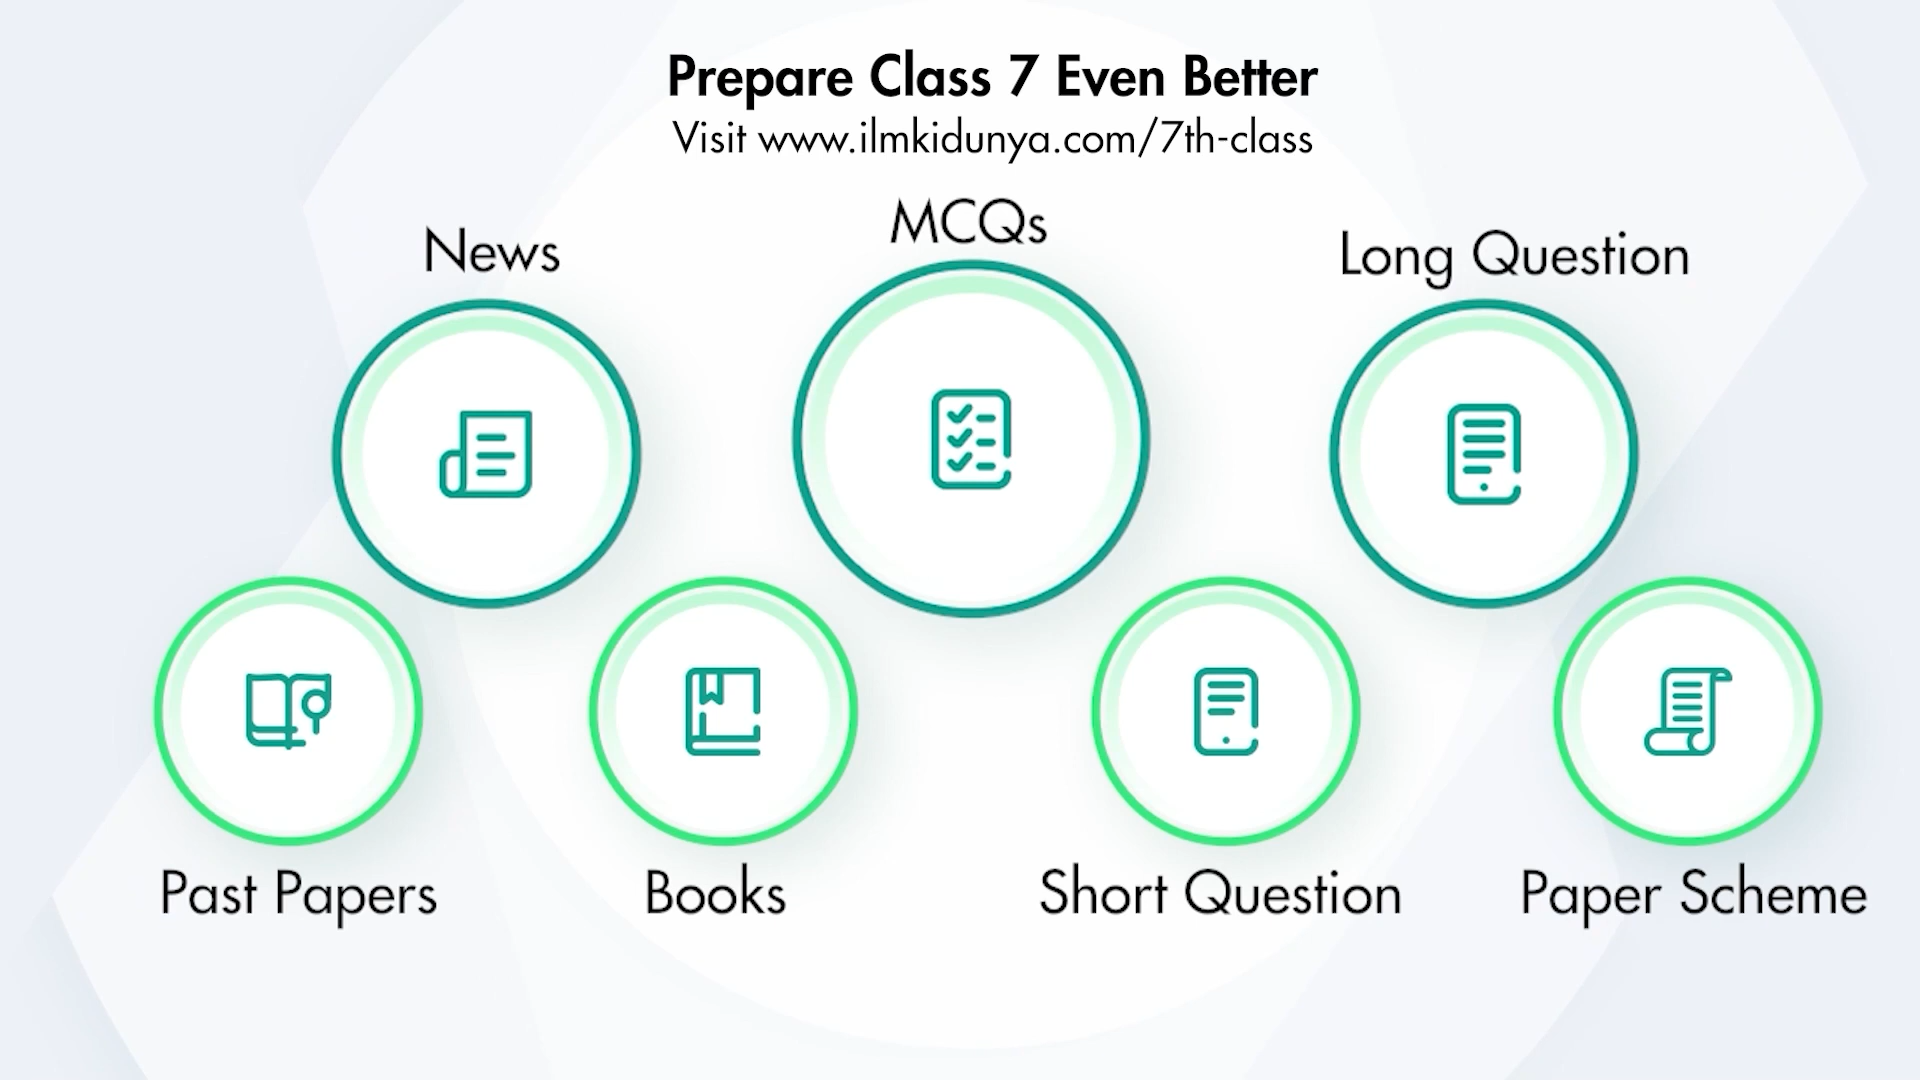 Prepare Class 7 Even Better
Visit www.ilmkidunya.com/7th-class
News
MCQs
Long Question
Past Papers
Books
Short Question
Paper Scheme